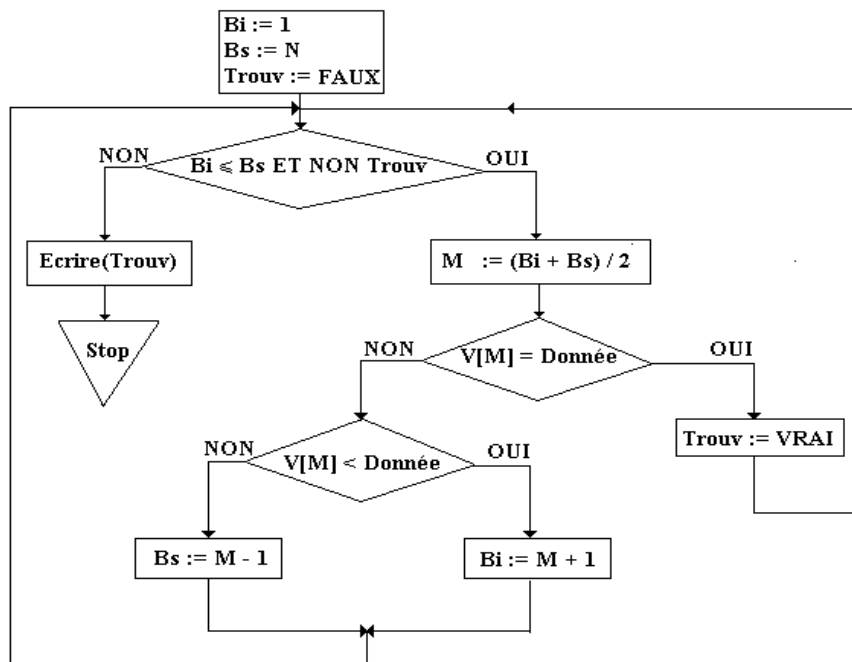 Bi := 1
Bs := N
Trouv := FAUX
NON
Bi ⩽ Bs ET NON Trouv
OUI
Ecrire(Trouv)
M := (Bi + Bs) / 2
Stop
NON
V[M] = Donnée
OUI
Trouv := VRAI
NON
V[M] < Donnée
OUI
Bs := M - 1
Bi := M + 1